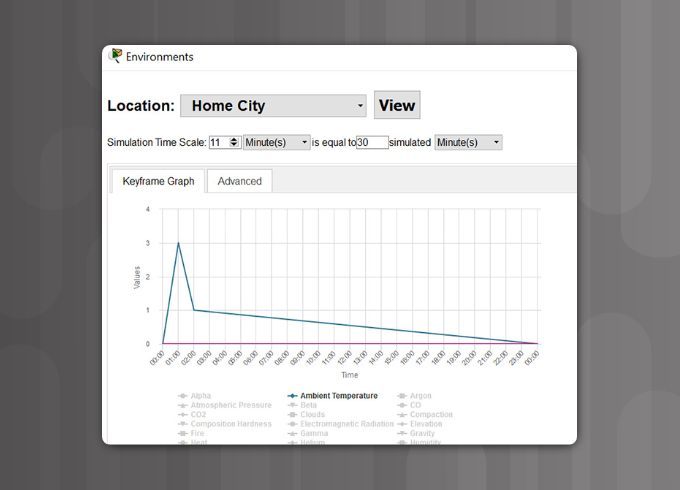 Environments
Location: Home City View
Simulation Time Scale: 11 Minute(s) is equal to 30 simulated Minute(s)
Keyframe Graph Advanced
4
3
2
1
0
Values
00:00 01:00 02:00 03:00 04:00 05:00 06:00 07:00 08:00 09:00 10:00 11:00 12:00 13:00 14:00 15:00 16:00 17:00 18:00 19:00 20:00 21:00 22:00 23:00 00:00
Time
Alpha Ambient Temperature Argon
Atmospheric Pressure Beta CO
CO2 Clouds Compaction
Composition Hardness Electromagnetic Radiation Elevation
Fire Gamma Gravity
Heat Helium Humidity